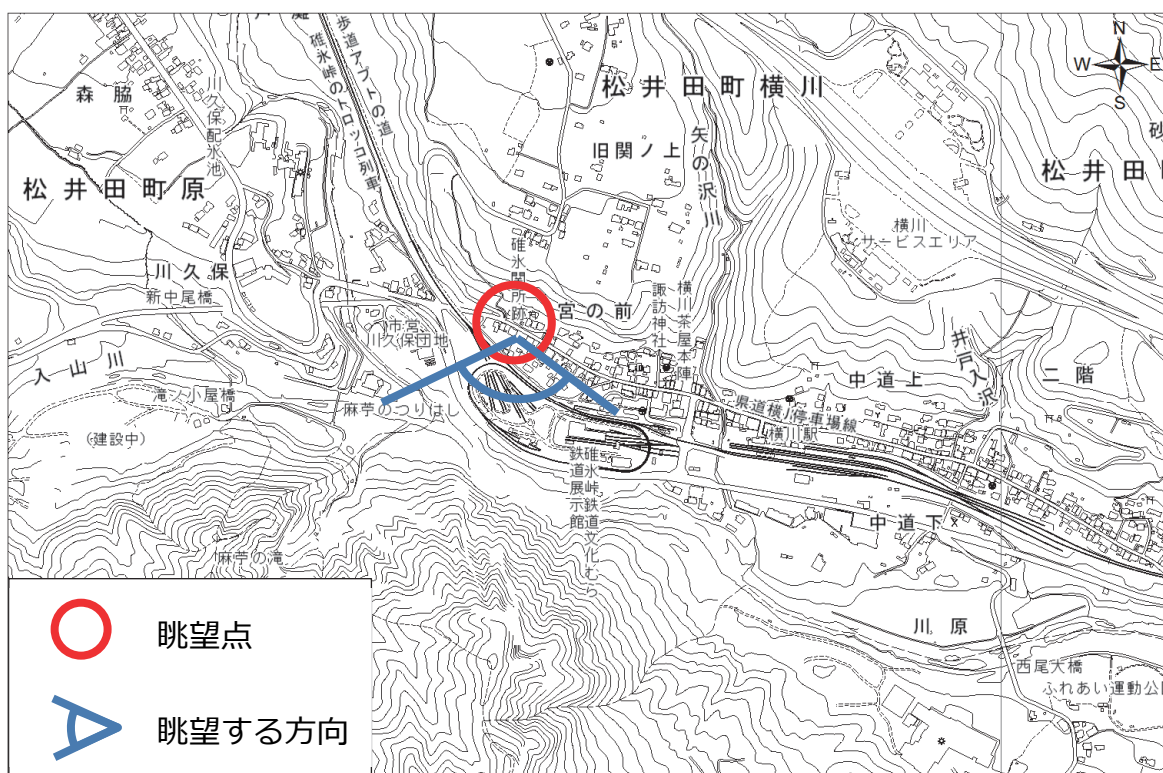 N
W E
S
戸
灘
歩道アプトの道
碓氷峠のトロッコ列車
森脇
川久保配水池
松井田町原
川久保
新中尾橋
入山川
滝ノ小屋橋
(建設中)
市営
川久保団地
麻苧のつりはし
麻苧の滝
松井田町横川
旧関ノ上
矢の沢川
碓氷関所跡
宮の前
諏訪神社
横川茶屋本陣
横川
サービスエリア
松井田
砂
井戸入沢
二階
中道上
県道横川停車場線
横川駅
碓氷峠鉄道文化むら
鉄道展示館
中道下
川原
西尾大橋
ふれあい運動公
眺望点
眺望する方向